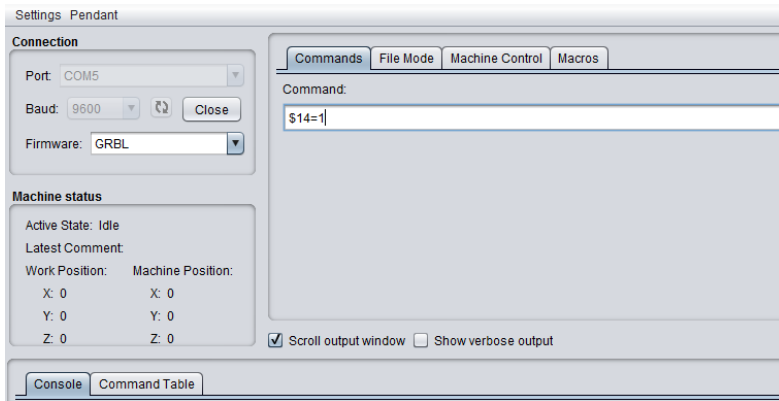 Settings Pendant
Connection
Port: COM5
Baud: 9600 Close
Firmware: GRBL
Machine status
Active State: Idle
Latest Comment:
Work Position: Machine Position:
X: 0 X: 0
Y: 0 Y: 0
Z: 0 Z: 0
Commands File Mode Machine Control Macros
Command:
$14=1
Scroll output window Show verbose output
Console Command Table